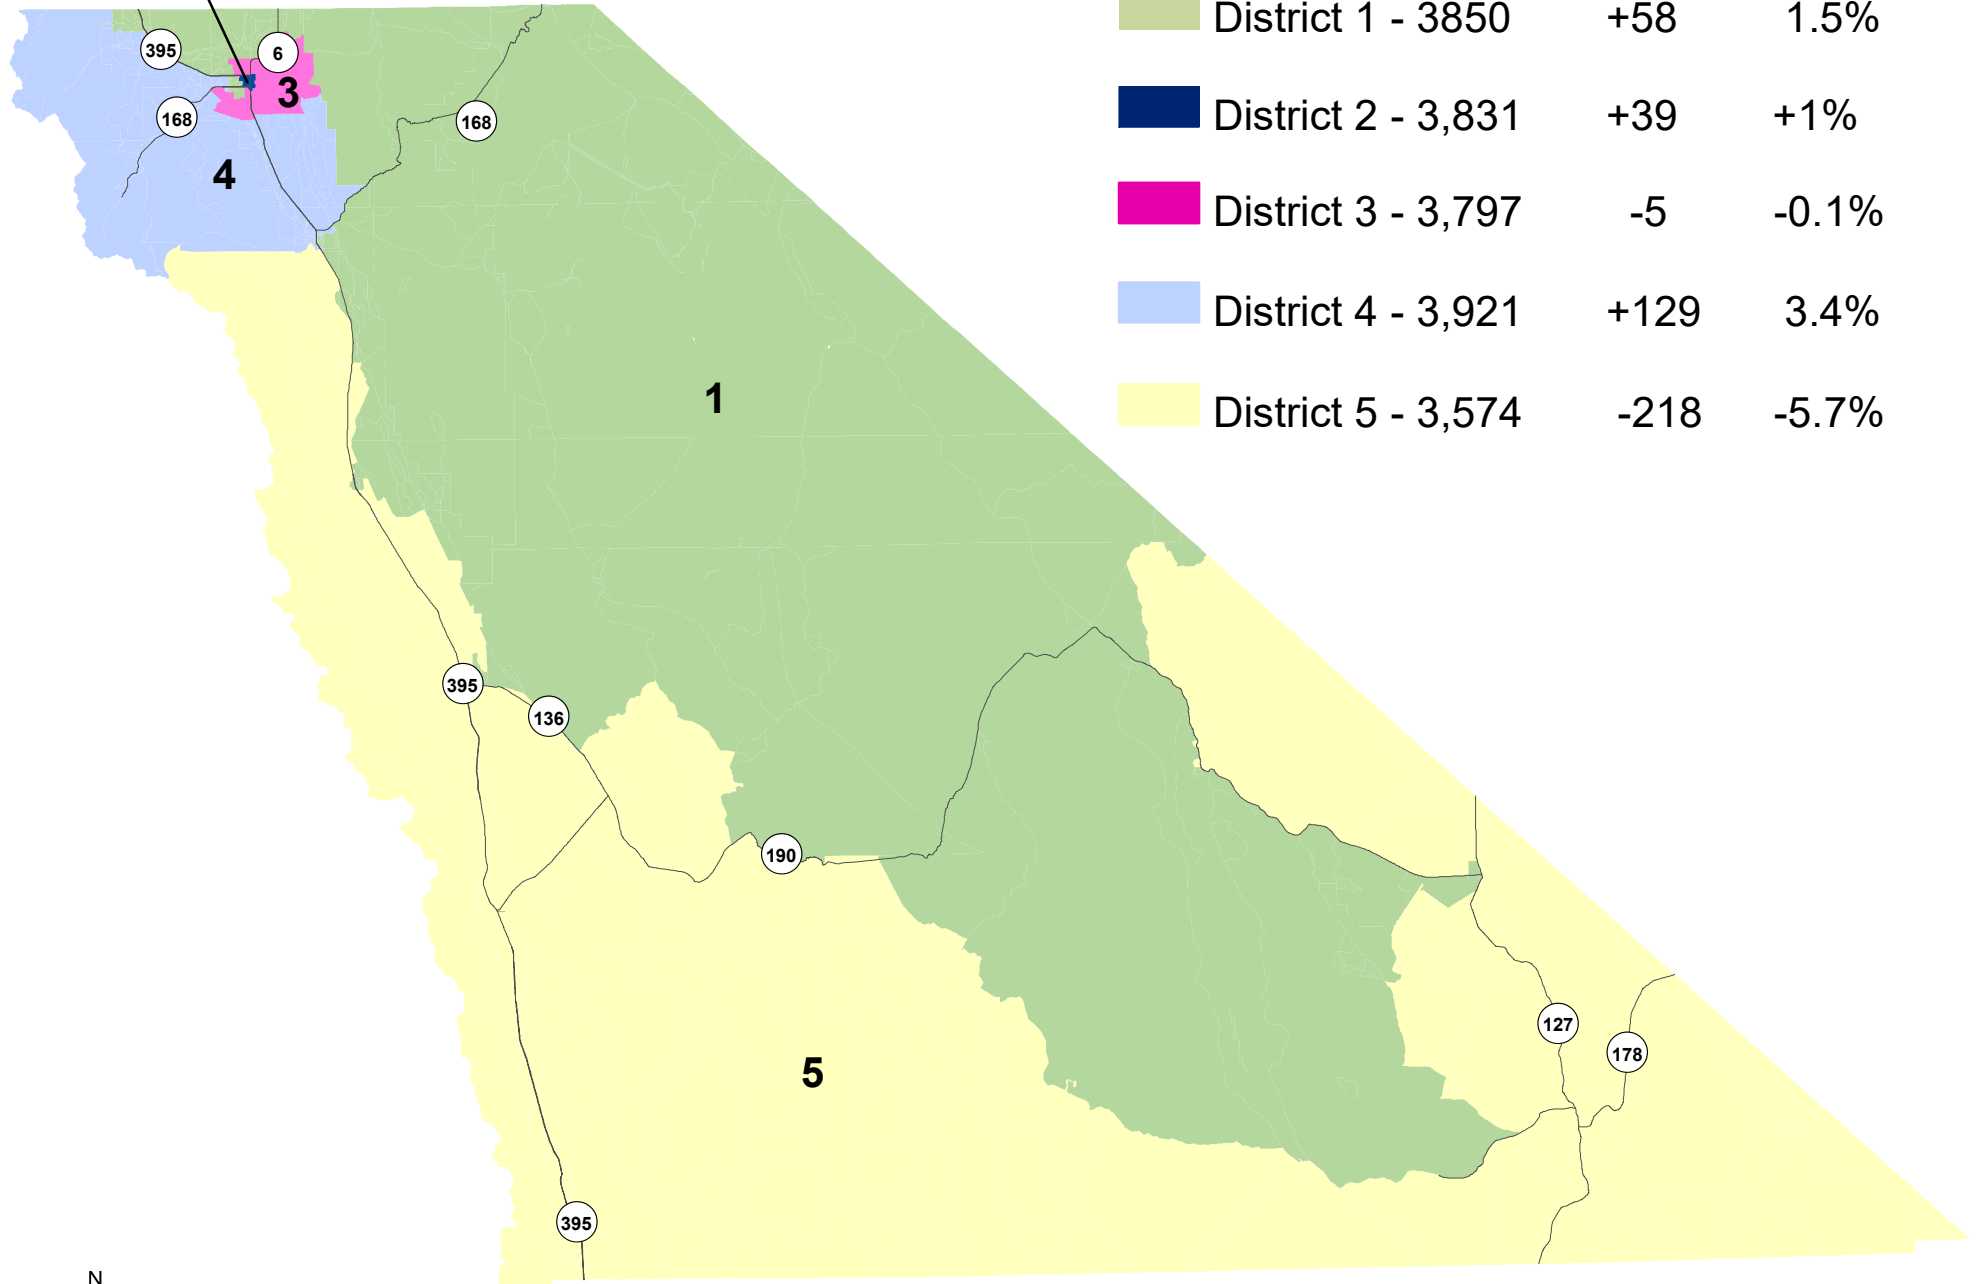 District 1 - 3850 +58 1.5%
395
6
3
District 2 - 3,831 +39 +1%
168
168
4
District 3 - 3,797 -5 -0.1%
District 4 - 3,921 +129 3.4%
1
District 5 - 3,574 -218 -5.7%
395
136
190
127
178
5
395
N